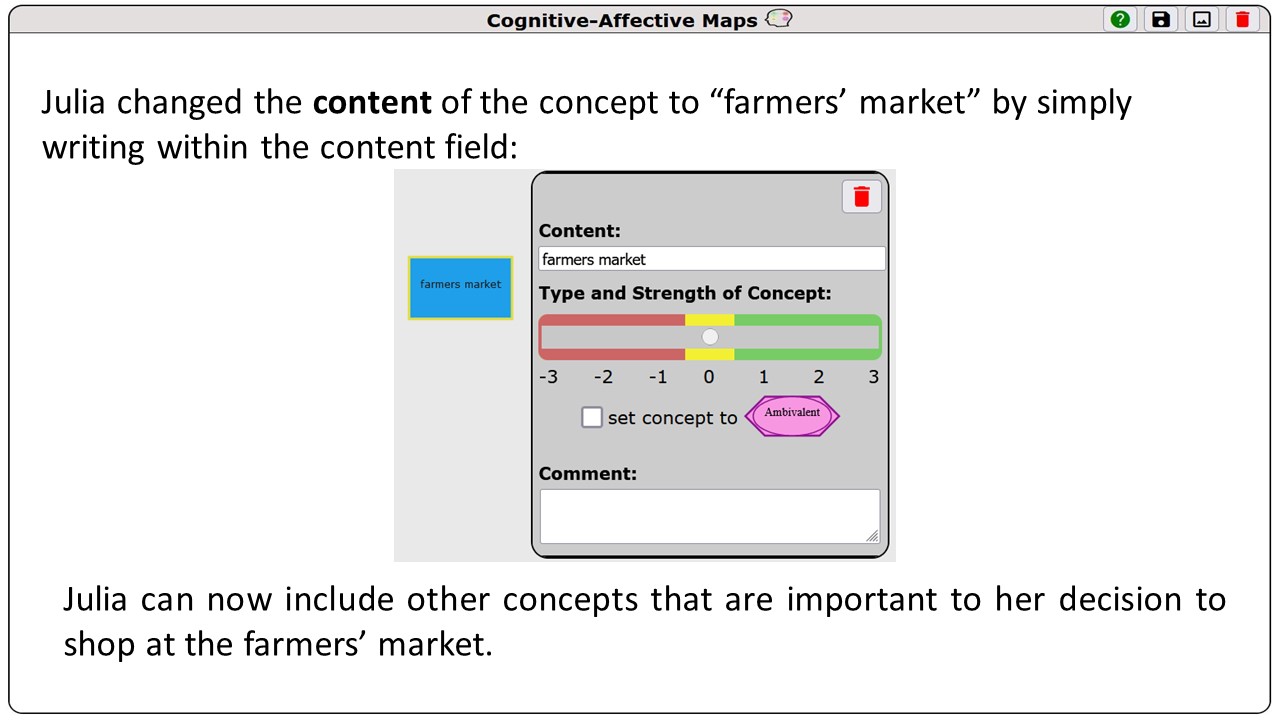 Cognitive-Affective Maps
Julia changed the content of the concept to “farmers’ market” by simply
writing within the content field:
Content:
farmers market
farmers market
Type and Strength of Concept:
-3 -2 -1 0 1 2 3
set concept to Ambivalent
Comment:
Julia can now include other concepts that are important to her decision to
shop at the farmers’ market.